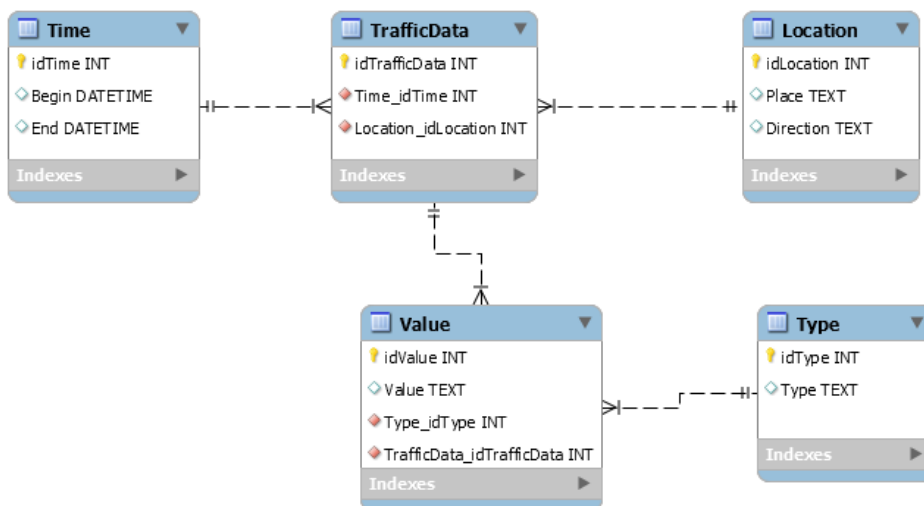 Time
idTime INT
Begin DATETIME
End DATETIME
Indexes
TrafficData
idTrafficData INT
Time_idTime INT
Location_idLocation INT
Indexes
Location
idLocation INT
Place TEXT
Direction TEXT
Indexes
Value
idValue INT
Value TEXT
Type_idType INT
TrafficData_idTrafficData INT
Indexes
Type
idType INT
Type TEXT
Indexes